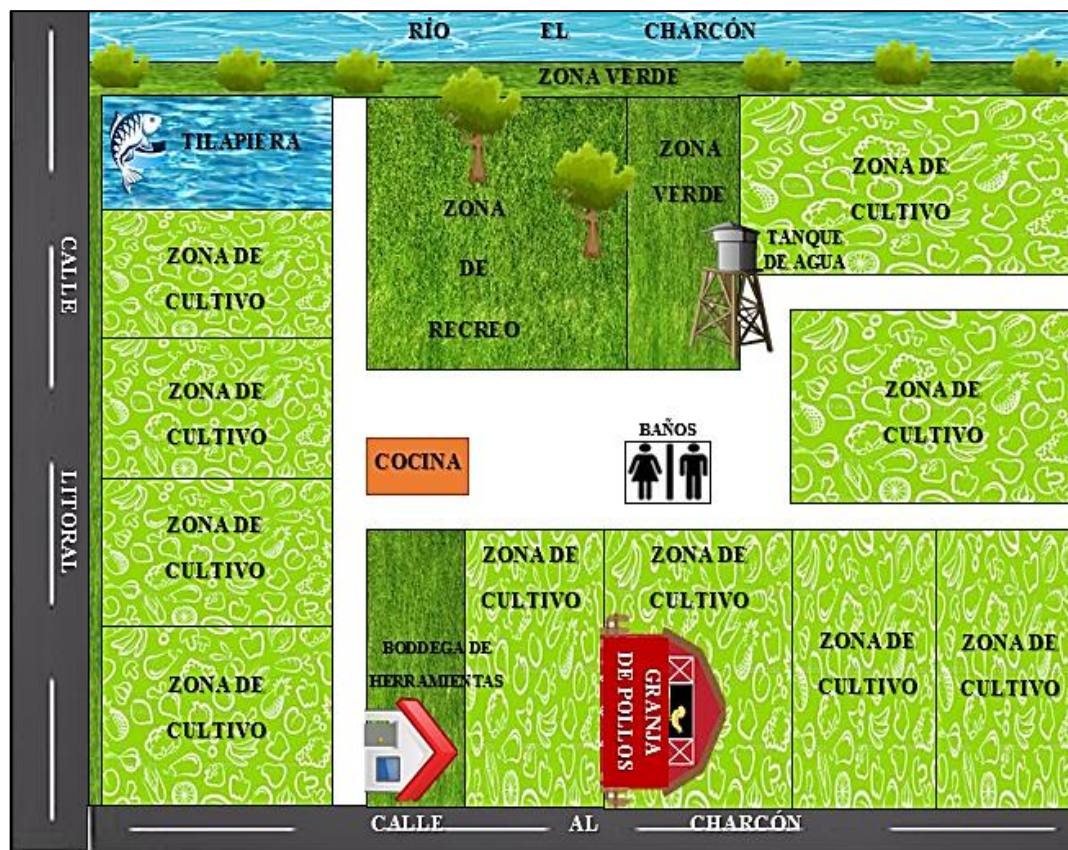 RÍO EL CHARCÓN
ZONA VERDE
TILAPIERA
ZONA
DE
RECREO
ZONA
VERDE
ZONA DE
CULTIVO
TANQUE
DE AGUA
CALLE LITORAL
ZONA DE
CULTIVO
ZONA DE
CULTIVO
ZONA DE
CULTIVO
ZONA DE
CULTIVO
ZONA DE
CULTIVO
COCINA
BAÑOS
BODDEGA DE
HERRAMIENTAS
ZONA DE
CULTIVO
ZONA DE
CULTIVO
GRANJA
DE POLLOS
ZONA DE
CULTIVO
ZONA DE
CULTIVO
CALLE AL CHARCÓN